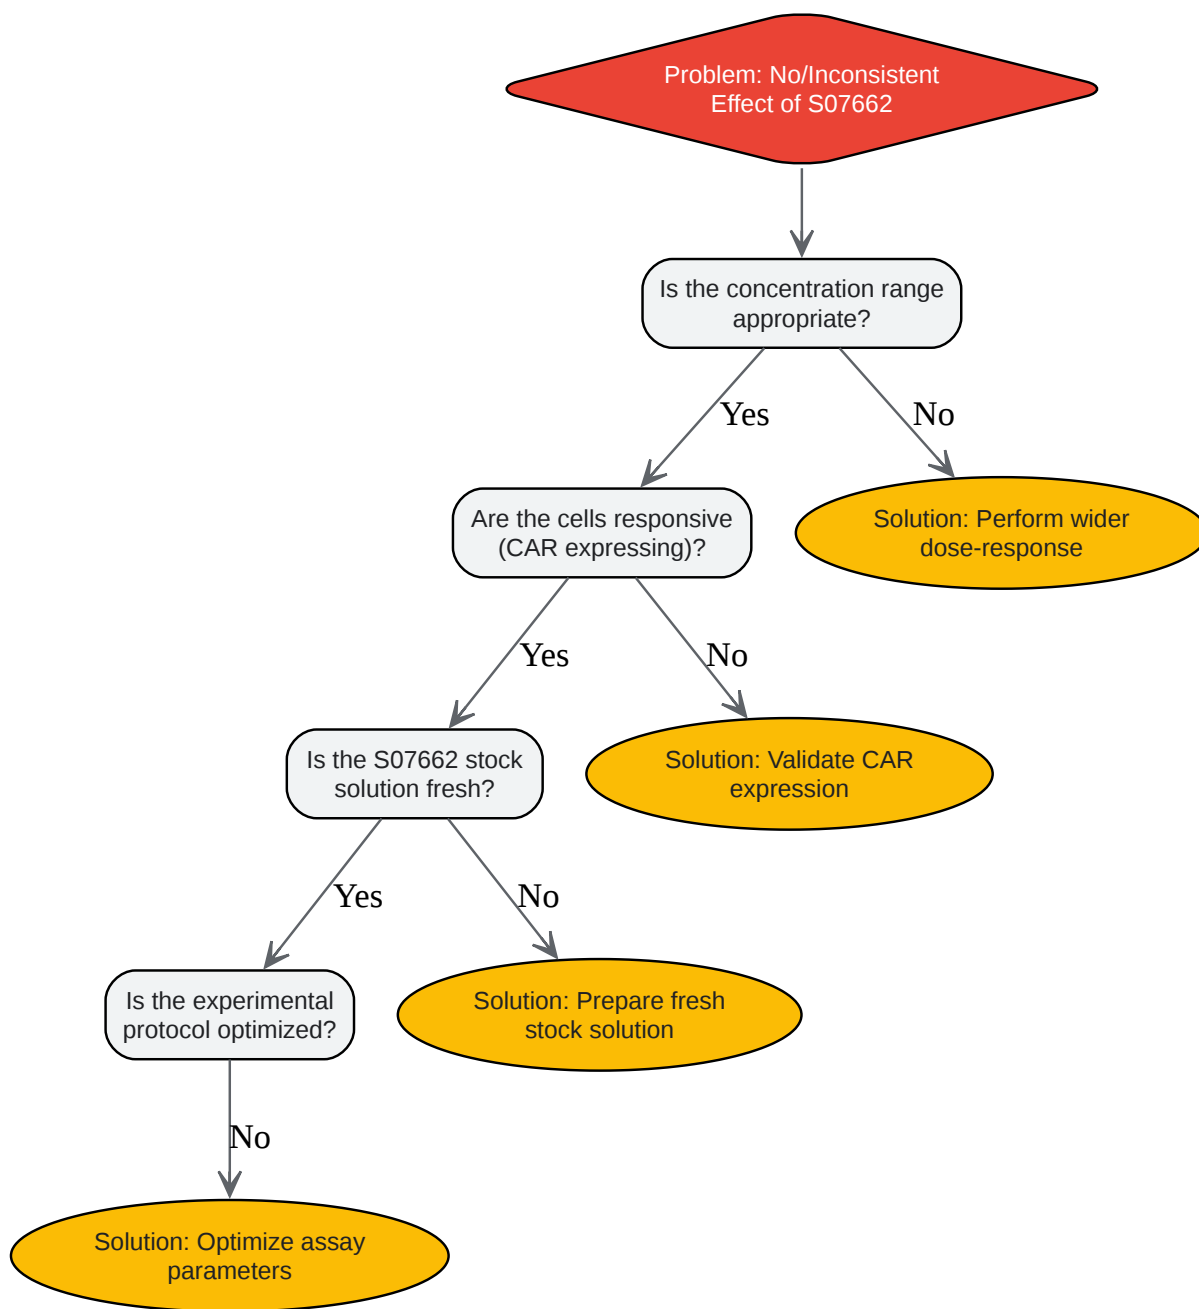 Problem: No/Inconsistent
Effect of S07662
Is the concentration range
appropriate?
Yes
No
Are the cells responsive
(CAR expressing)?
Solution: Perform wider
dose-response
Yes
No
Is the S07662 stock
solution fresh?
Solution: Validate CAR
expression
Yes
No
Is the experimental
protocol optimized?
Solution: Prepare fresh
stock solution
No
Solution: Optimize assay
parameters